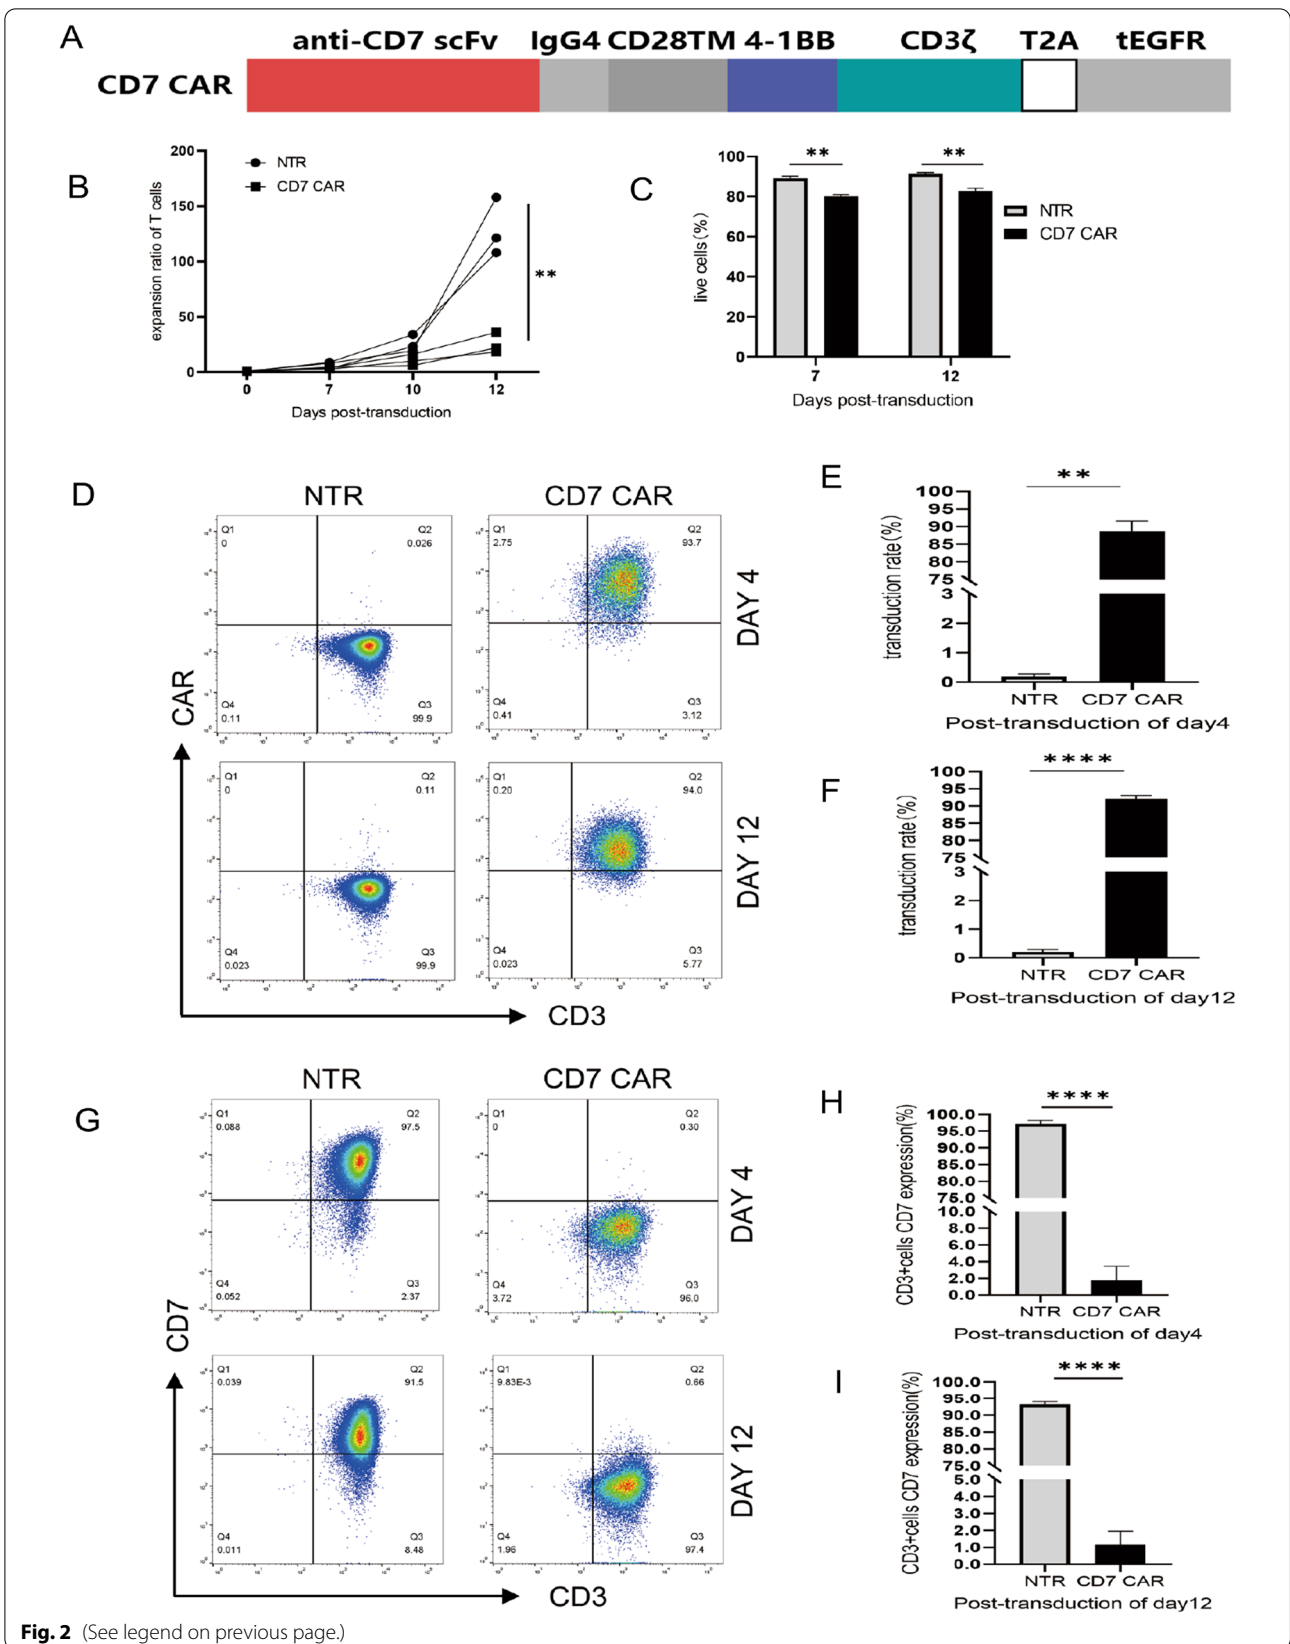 A
anti-CD7 scFv IgG4 CD28TM 4-1BB CD3ζ T2A tEGFR
CD7 CAR
B
expansion ratio of T cells
200
150
100
50
0
NTR
CD7 CAR
**
0 7 10 12
Days post-transduction
C
live cells(%)
100
80
60
40
20
0
** **
NTR
CD7 CAR
7 12
Days post-transduction
D
NTR CD7 CAR
Q1
0
Q2
0.026
Q4
0.11
Q3
99.9
Q1
2.75
Q2
93.7
Q4
0.41
Q3
3.12
DAY 4
CAR
Q1
0
Q2
0.11
Q4
0.023
Q3
99.9
Q1
0.20
Q2
94.0
Q4
0.023
Q3
5.77
DAY 12
CD3
E
transduction rate(%)
**
100
95
90
85
80
75
3
2
1
0
NTR CD7 CAR
Post-transduction of day4
F
transduction rate(%)
****
100
95
90
85
80
75
3
2
1
0
NTR CD7 CAR
Post-transduction of day12
G
NTR CD7 CAR
Q1
0.088
Q2
97.5
Q4
0.052
Q3
2.37
Q1
0
Q2
0.30
Q4
3.72
Q3
96.0
DAY 4
CD7
Q1
0.039
Q2
91.5
Q4
0.011
Q3
8.48
Q1
9.83E-3
Q2
0.66
Q4
1.96
Q3
97.4
DAY 12
CD3
H
CD3+cells CD7 expression(%)
****
100.0
95.0
90.0
85.0
80.0
75.0
10.0
8.0
6.0
4.0
2.0
0.0
NTR CD7 CAR
Post-transduction of day4
I
CD3+cells CD7 expression(%)
****
100.0
95.0
90.0
85.0
80.0
75.0
5.0
4.0
3.0
2.0
1.0
0.0
NTR CD7 CAR
Post-transduction of day12
Fig. 2 (See legend on previous page.)